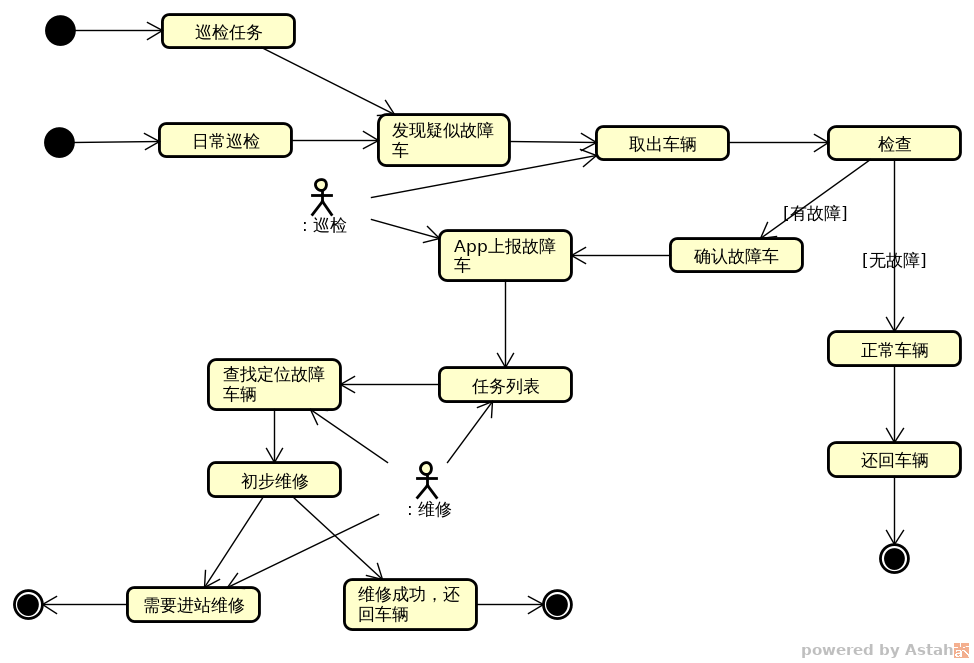 巡检任务
日常巡检
发现疑似故障
车
取出车辆
检查
: 巡检
[有故障]
App上报故障
车
确认故障车
[无故障]
正常车辆
查找定位故障
车辆
任务列表
初步维修
还回车辆
: 维修
需要进站维修
维修成功，还
回车辆
powered by Astah